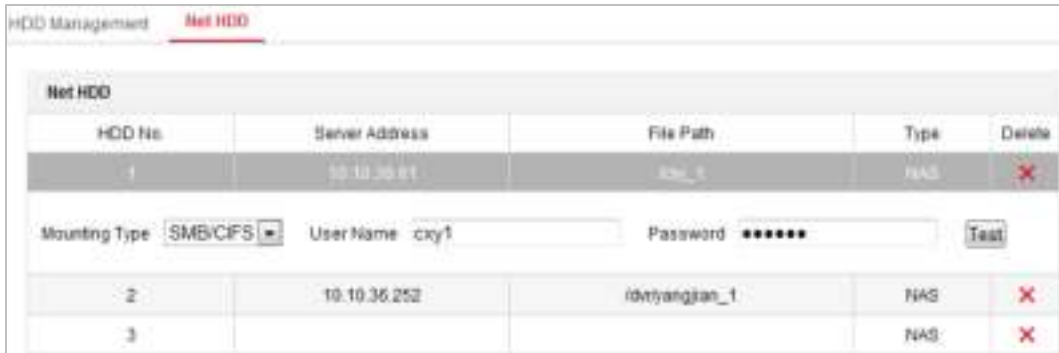 HDD Management Net HDD
Net HDD
HDD No. Server Address File Path Type Delete
1 NAS
Mounting Type SMB/CIFS User Name cxy1 Password ●●●●●● Test
2 10.10.36.252 /dvr/yangjian_1 NAS
3 NAS